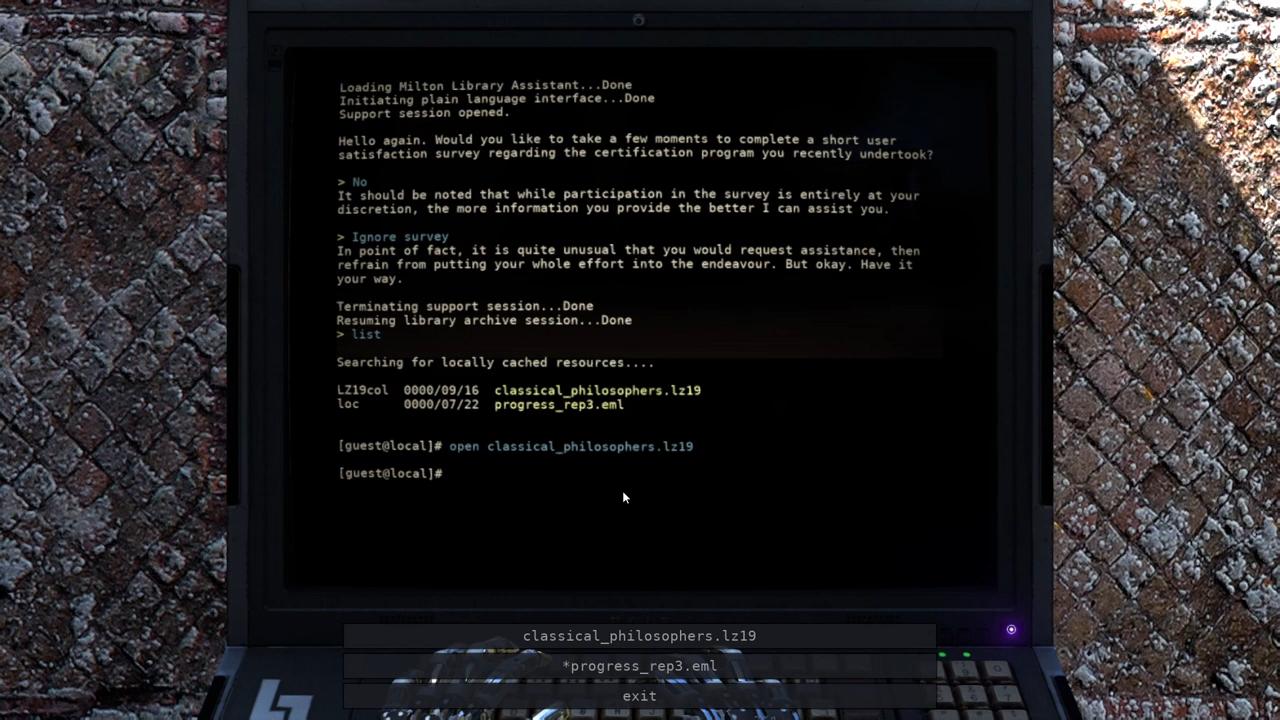 Loading Milton Library Assistant...Done
Initiating plain language interface...Done
Support session opened.
Hello again. Would you like to take a few moments to complete a short user
satisfaction survey regarding the certification program you recently undertook?
> No
It should be noted that while participation in the survey is entirely at your
discretion, the more information you provide the better I can assist you.
> Ignore survey
In point of fact, it is quite unusual that you would request assistance, then
refrain from putting your whole effort into the endeavour. But okay. Have it
your way.
Terminating support session...Done
Resuming library archive session...Done
> list
Searching for locally cached resources....
LZ19col 0000/09/16 classical_philosophers.lz19
loc 0000/07/22 progress_rep3.eml
[guest@local]# open classical_philosophers.lz19
[guest@local]#
classical_philosophers.lz19
*progress_rep3.eml
exit